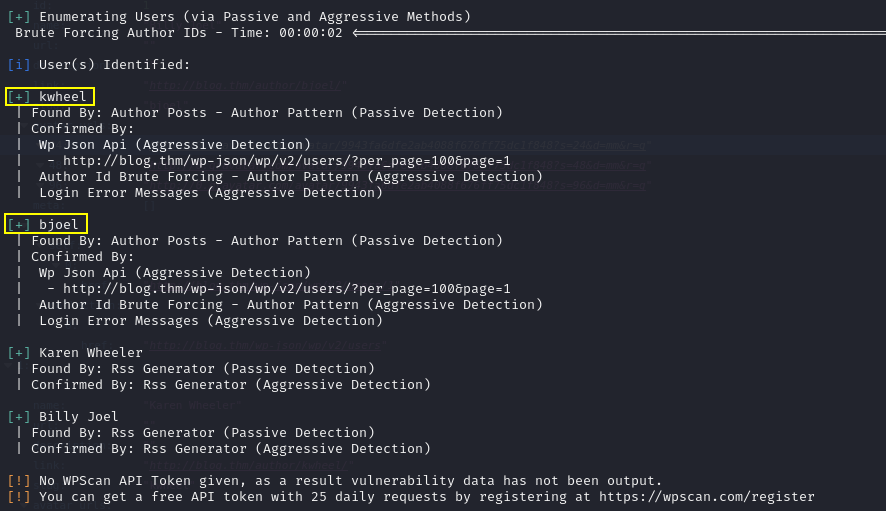 [+] Enumerating Users (via Passive and Aggressive Methods)
 Brute Forcing Author IDs - Time: 00:00:02 <=====================================================================
[i] User(s) Identified:
[+] kwheel
 | Found By: Author Posts - Author Pattern (Passive Detection)
 | Confirmed By:
 |  Wp Json Api (Aggressive Detection)
 |   - http://blog.thm/wp-json/wp/v2/users/?per_page=100&page=1
 |  Author Id Brute Forcing - Author Pattern (Aggressive Detection)
 |  Login Error Messages (Aggressive Detection)
[+] bjoel
 | Found By: Author Posts - Author Pattern (Passive Detection)
 | Confirmed By:
 |  Wp Json Api (Aggressive Detection)
 |   - http://blog.thm/wp-json/wp/v2/users/?per_page=100&page=1
 |  Author Id Brute Forcing - Author Pattern (Aggressive Detection)
 |  Login Error Messages (Aggressive Detection)
[+] Karen Wheeler
 | Found By: Rss Generator (Passive Detection)
 | Confirmed By: Rss Generator (Aggressive Detection)
[+] Billy Joel
 | Found By: Rss Generator (Passive Detection)
 | Confirmed By: Rss Generator (Aggressive Detection)
[!] No WPScan API Token given, as a result vulnerability data has not been output.
[!] You can get a free API token with 25 daily requests by registering at https://wpscan.com/register